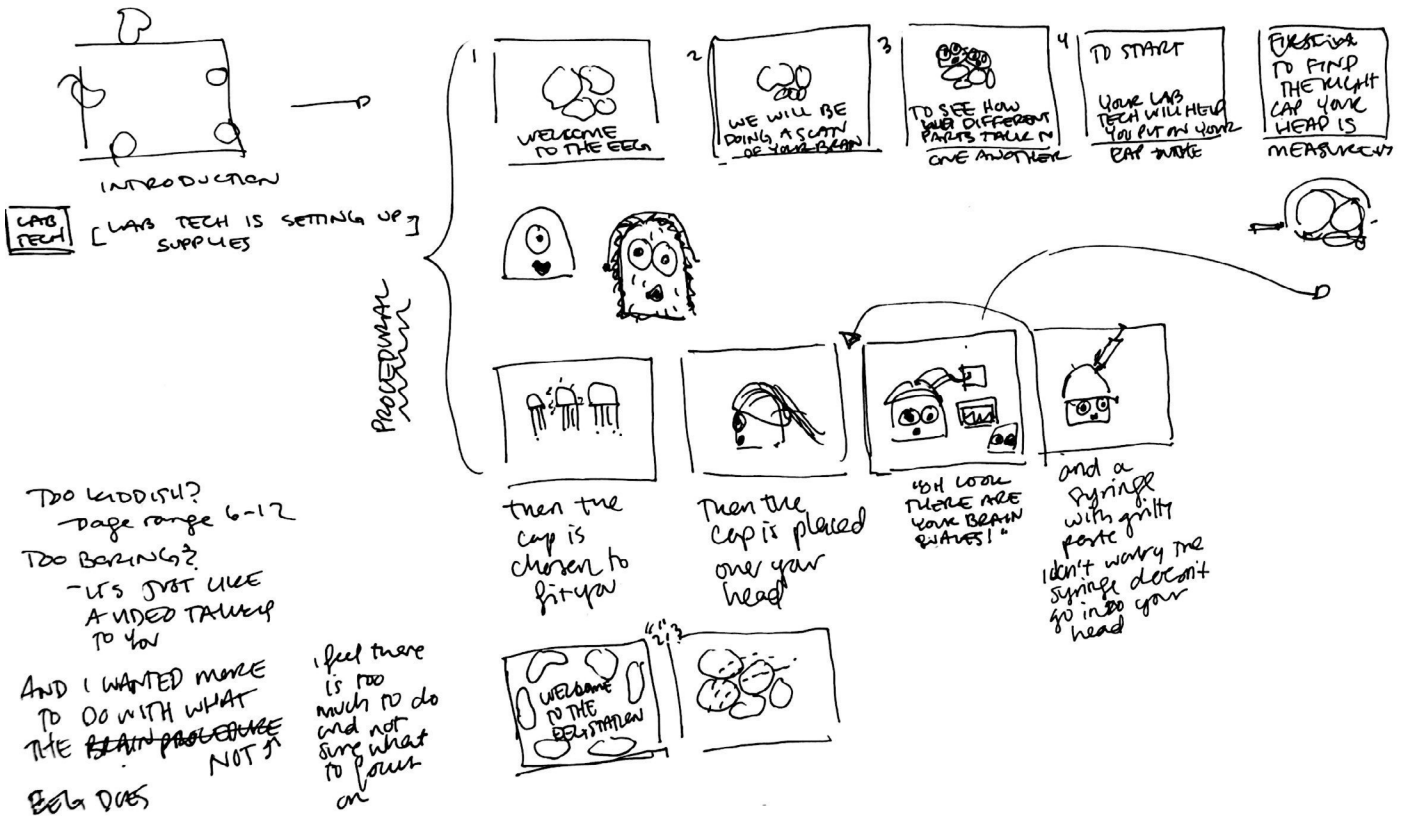 INTRODUCTION
LAB
TECH
[LAB TECH IS SETTING UP]
SUPPLIES
PROCEDURAL
1
WELCOME
TO THE EEG
2
WE WILL BE
DOING A SCAN
OF YOUR BRAIN
3
TO SEE HOW
DIFFERENT
PARTS TALK TO
ONE ANOTHER
4
TO START
YOUR LAB
TECH WILL HELP
YOU PUT ON YOUR
CAP
TO FIND
THE RIGHT
CAP YOUR
HEAD IS
MEASURED
then the
cap is
chosen to
fit you
Then the
cap is placed
one your
head
"OH LOOK
THERE ARE
YOUR BRAIN
WAVES!"
and a
syringe
with gritty
paste
don't worry the
syringe doesn't
go into your
head
TOO KIDDISH?
age range 6-12
TOO BORING?
- IT'S JUST LIKE
A VIDEO TALKING
TO YOU
AND I WANTED MORE
TO DO WITH WHAT
THE BRAIN PROCEDURE
NOT
EEG DOES
i feel there
is too
much to do
and not
sure what
to focus
on
WELCOME
TO THE
EEG STATION